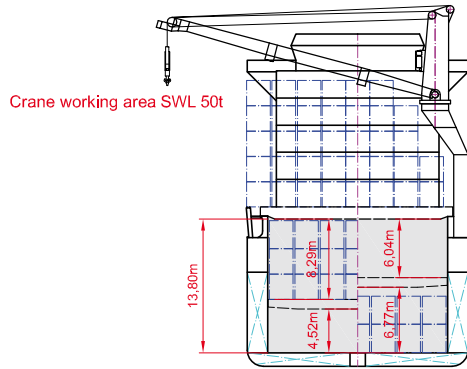 Crane working area SWL 50t
13,80m
8,29m
6,04m
4,52m
6,77m